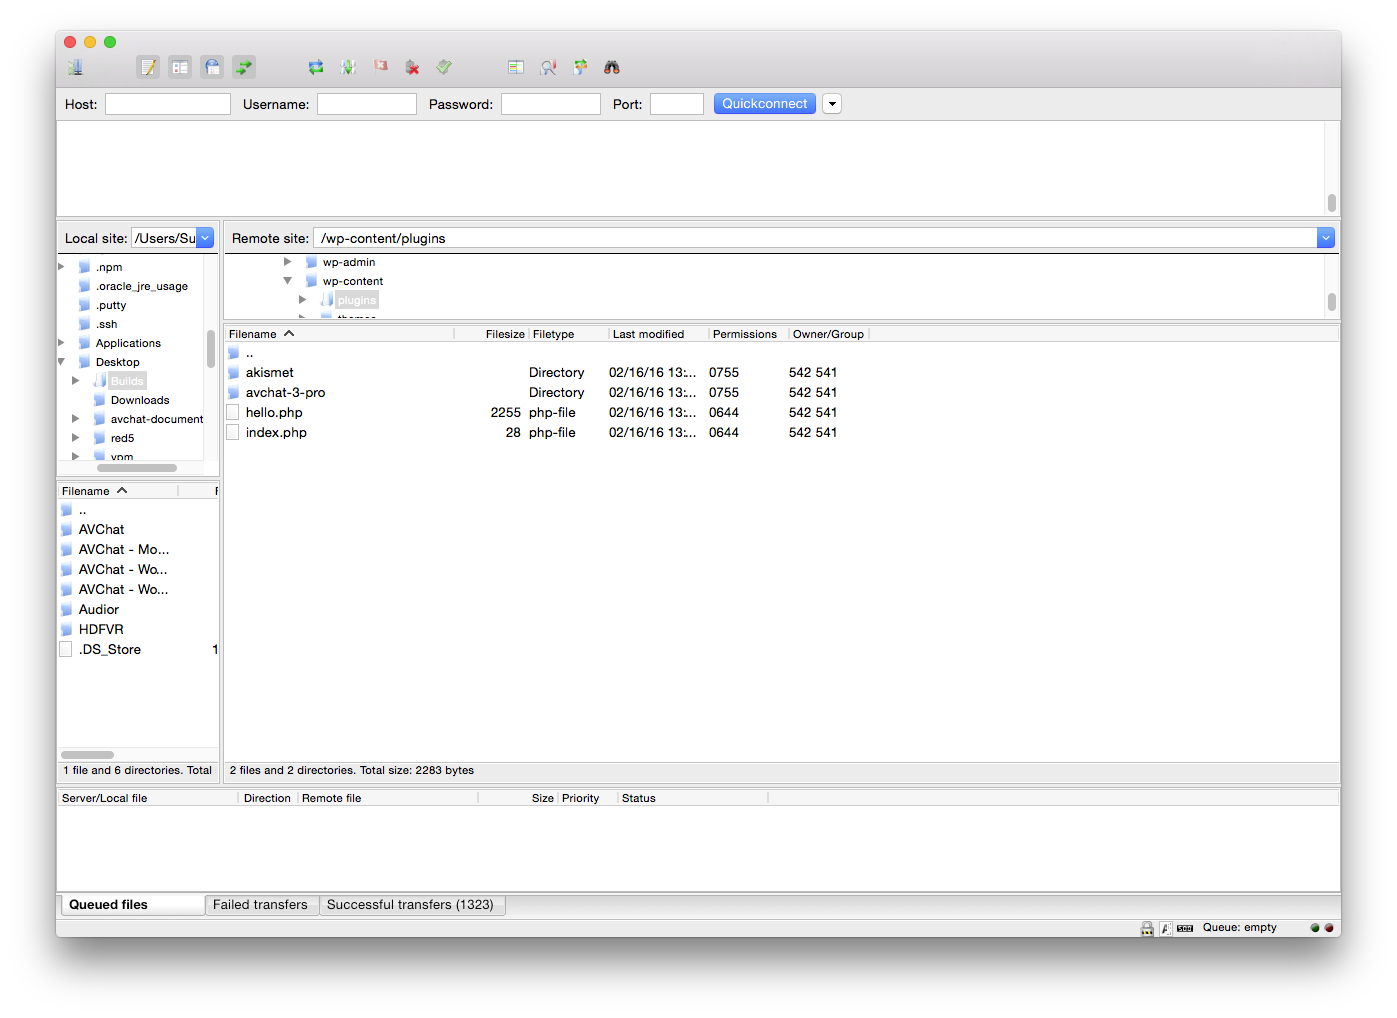 Host: Username: Password: Port: Quickconnect
Local site: /Users/Su
Remote site: /wp-content/plugins
.npm
.oracle_jre_usage
.putty
.ssh
Applications
Desktop
Builds
Downloads
avchat-document
red5
vpm
wp-admin
wp-content
plugins
Filename Filesize Filetype Last modified Permissions Owner/Group
..
akismet Directory 02/16/16 13:... 0755 542 541
avchat-3-pro Directory 02/16/16 13:... 0755 542 541
hello.php 2255 php-file 02/16/16 13:... 0644 542 541
index.php 28 php-file 02/16/16 13:... 0644 542 541
Filename F
..
AVChat
AVChat - Mo...
AVChat - Wo...
AVChat - Wo...
Audior
HDFVR
.DS_Store 1
1 file and 6 directories. Total
2 files and 2 directories. Total size: 2283 bytes
Server/Local file Direction Remote file Size Priority Status
Queued files Failed transfers Successful transfers (1323)
Queue: empty